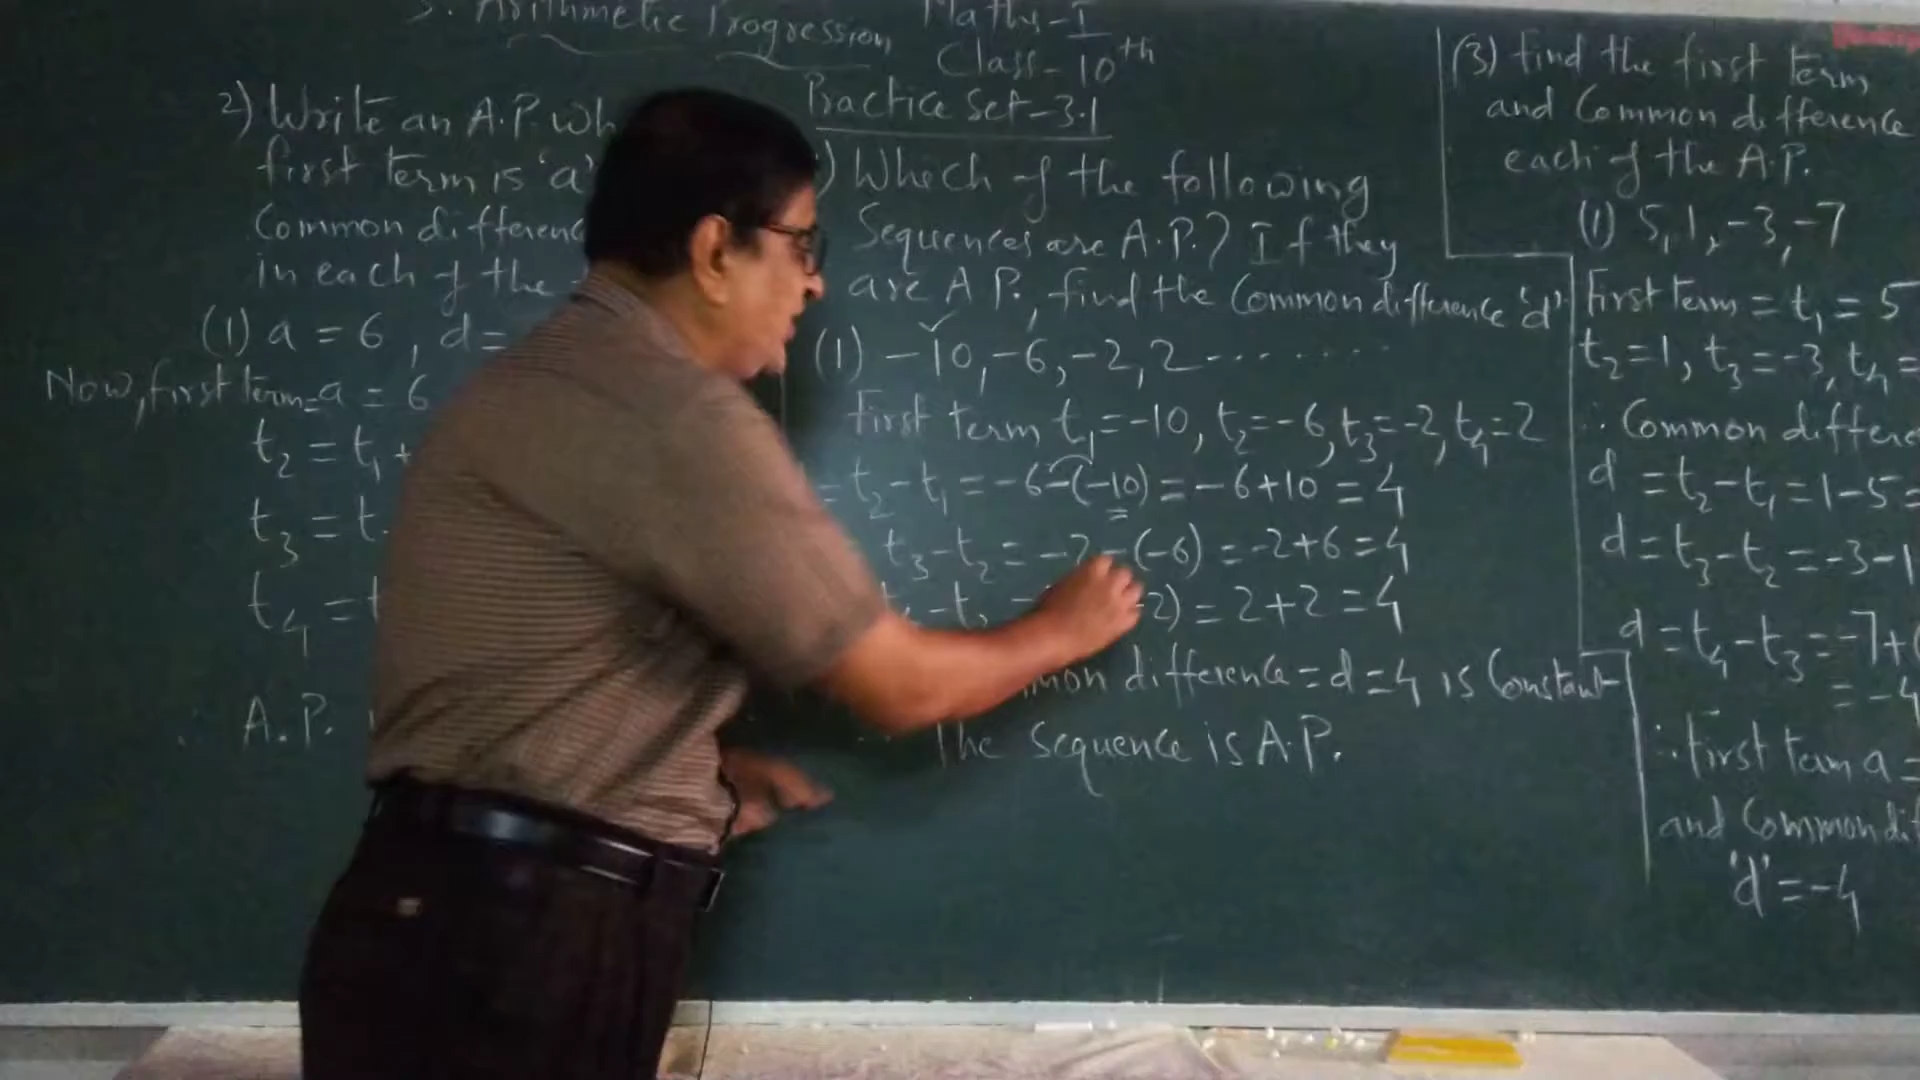 3. Arithmetic Progression
Maths-I
Class-10th
Practice Set-3.1
2) Write an A.P. wh
first term is 'a'
Common differenc
in each of the
(1) a = 6, d =
Now, first term = a = 6
t2 = t1 +
t3 = t
t4 = t
∴ A.P.
) Which of the following
Sequences are A.P.? If they
are A P., find the Common difference 'd'.
(1) -10, -6, -2, 2 ........
First term t1 = -10, t2 = -6, t3 = -2, t4 = 2
= t2 - t1 = -6-(-10) = -6+10 = 4
t3 - t2 = -2-(-6) = -2+6 = 4
-2) = 2+2 = 4
mon difference = d = 4 is Constant
The Sequence is A.P.
(3) find the first term
and Common difference
each of the A.P.
(1) 5, 1, -3, -7
First term = t1 = 5
t2 = 1, t3 = -3, t4 =
∴ Common differe
d = t2 - t1 = 1-5 =
d = t3 - t2 = -3-1
d = t4 - t3 = -7+(
= -4
∴ first term a =
and Common dif
'd' = -4